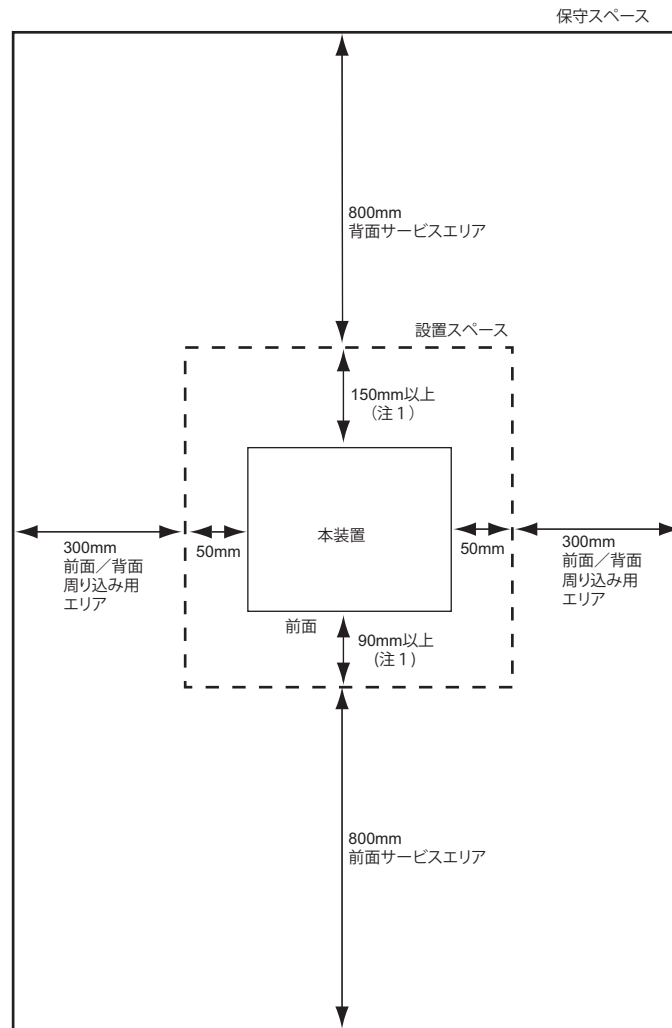 保守スペース
800mm
背面サービスエリア
設置スペース
150mm以上
（注１）
300mm
前面／背面
周り込み用
エリア
50mm
本装置
50mm
300mm
前面／背面
周り込み用
エリア
前面
90mm以上
（注１）
800mm
前面サービスエリア